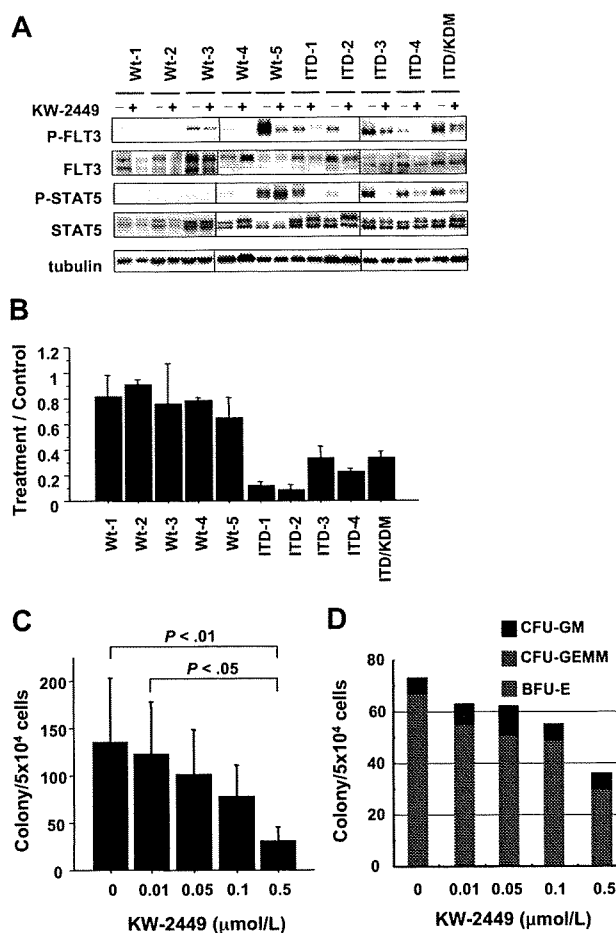 A
Wt-1 Wt-2 Wt-3 Wt-4 Wt-5 ITD-1 ITD-2 ITD-3 ITD-4 ITD/KDM
KW-2449 – + – + – + – + – + – + – + – + – + – +
P-FLT3
FLT3
P-STAT5
STAT5
tubulin
B
Treatment / Control
1.2
1
0.8
0.6
0.4
0.2
0
Wt-1 Wt-2 Wt-3 Wt-4 Wt-5 ITD-1 ITD-2 ITD-3 ITD-4 ITD/KDM
C
P < .01
P < .05
Colony/5x10⁴ cells
200
150
100
50
0
0 0.01 0.05 0.1 0.5
KW-2449 (μmol/L)
D
CFU-GM
CFU-GEMM
BFU-E
Colony/5x10⁴ cells
80
60
40
20
0
0 0.01 0.05 0.1 0.5
KW-2449 (μmol/L)